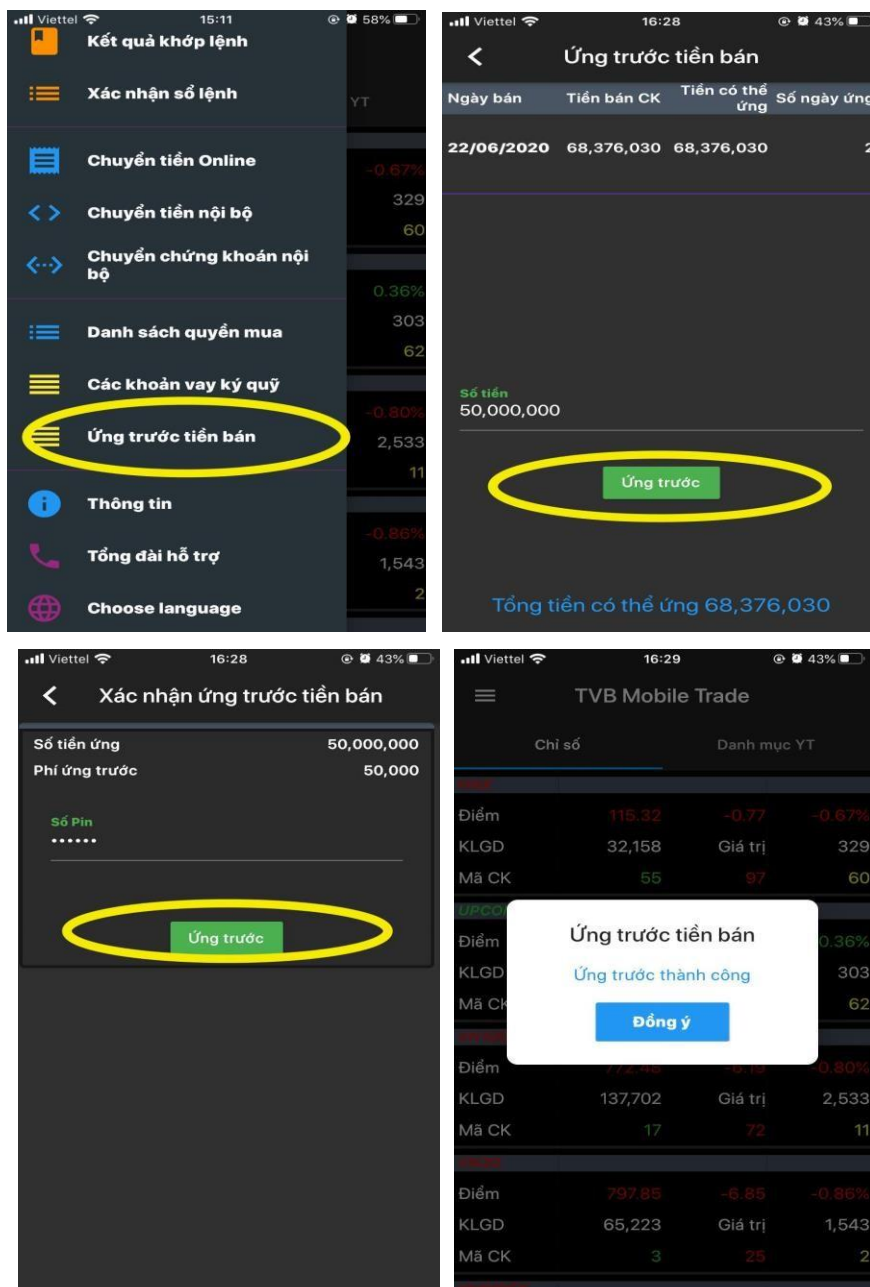 Viettel 15:11 58%
Kết quả khớp lệnh
Xác nhận sổ lệnh
YT
Chuyển tiền Online
-0.67%
Chuyển tiền nội bộ
329
60
Chuyển chứng khoán nội
bộ
0.36%
303
Danh sách quyền mua
62
Các khoản vay ký quỹ
-0.80%
Ứng trước tiền bán
2,533
11
Thông tin
-0.86%
Tổng đài hỗ trợ
1,543
2
Choose language
Viettel 16:28 43%
Ứng trước tiền bán
Ngày bán Tiền bán CK Tiền có thể ứng Số ngày ứng
22/06/2020 68,376,030 68,376,030 2
Số tiền
50,000,000
Ứng trước
Tổng tiền có thể ứng 68,376,030
Viettel 16:28 43%
Xác nhận ứng trước tiền bán
Số tiền ứng 50,000,000
Phí ứng trước 50,000
Số Pin
••••••
Ứng trước
Viettel 16:29 43%
TVB Mobile Trade
Chỉ số Danh mục YT
Điểm 115.32 -0.77 -0.67%
KLGD 32,158 Giá trị 329
Mã CK 55 97 60
Điểm 0.36%
KLGD 303
Mã CK 62
Ứng trước tiền bán
Ứng trước thành công
Đồng ý
Điểm 772.48 -6.19 -0.80%
KLGD 137,702 Giá trị 2,533
Mã CK 17 72 11
Điểm 797.85 -6.85 -0.86%
KLGD 65,223 Giá trị 1,543
Mã CK 3 25 2